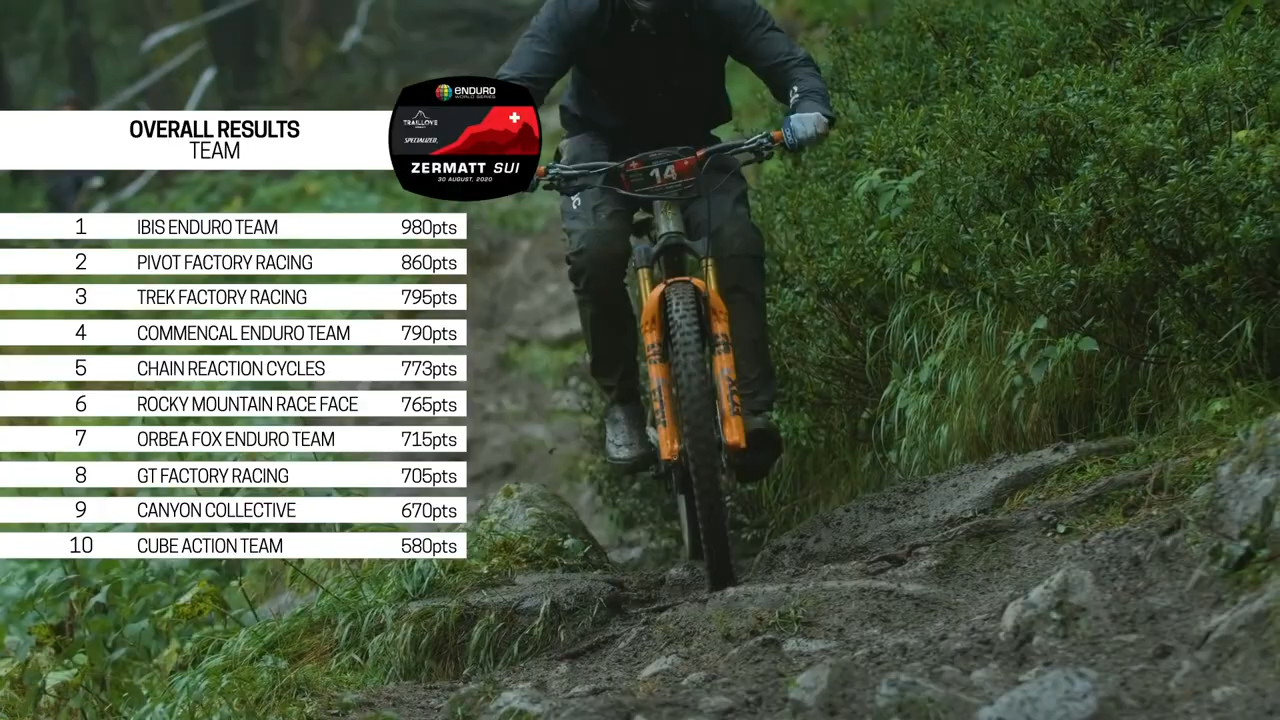 OVERALL RESULTS
TEAM
ENDURO
WORLD SERIES
TRAILLOVE
SPECIALIZED
ZERMATT SUI
30 AUGUST, 2020
14
1 IBIS ENDURO TEAM 980pts
2 PIVOT FACTORY RACING 860pts
3 TREK FACTORY RACING 795pts
4 COMMENCAL ENDURO TEAM 790pts
5 CHAIN REACTION CYCLES 773pts
6 ROCKY MOUNTAIN RACE FACE 765pts
7 ORBEA FOX ENDURO TEAM 715pts
8 GT FACTORY RACING 705pts
9 CANYON COLLECTIVE 670pts
10 CUBE ACTION TEAM 580pts